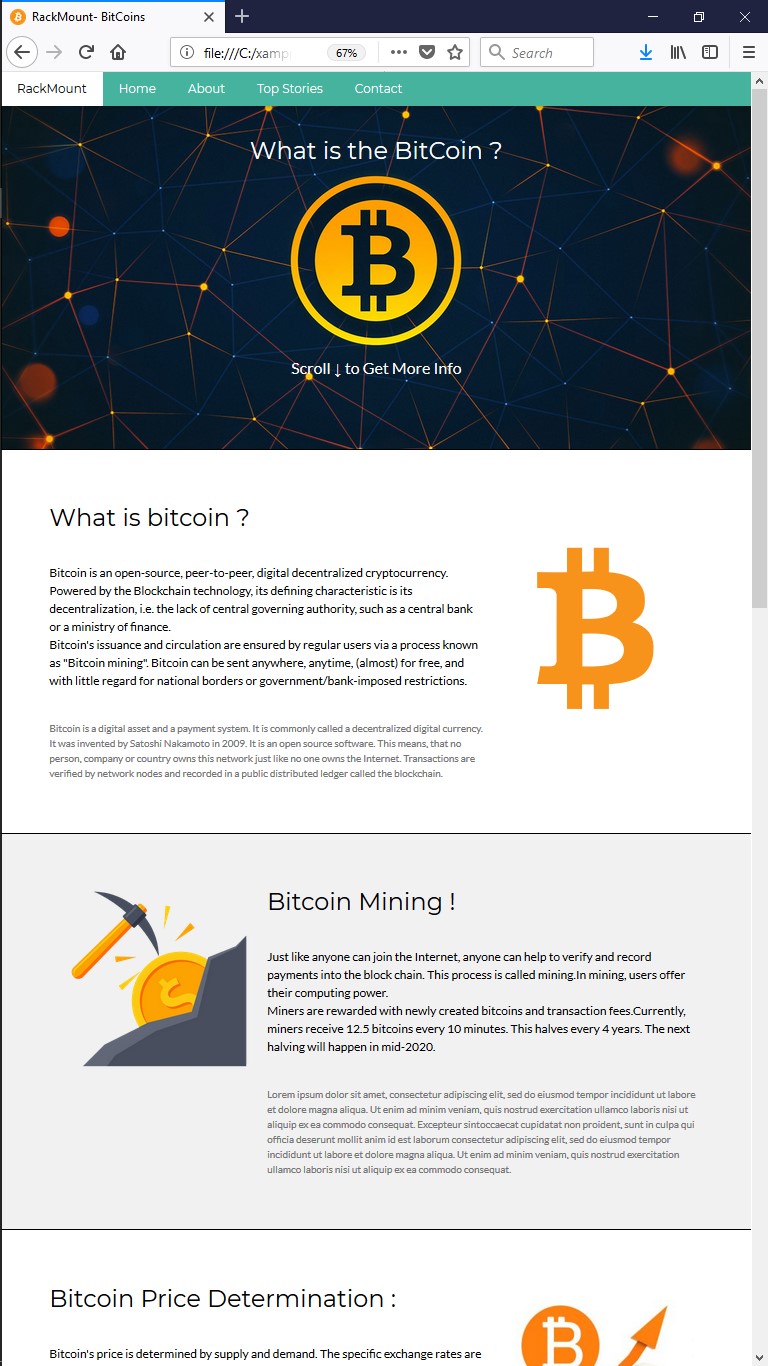 RackMount- BitCoins
file:///C:/xamp
67%
Search
RackMount
Home
About
Top Stories
Contact
What is the BitCoin ?
Scroll ↓ to Get More Info
What is bitcoin ?
Bitcoin is an open-source, peer-to-peer, digital decentralized cryptocurrency.
Powered by the Blockchain technology, its defining characteristic is its
decentralization, i.e. the lack of central governing authority, such as a central bank
or a ministry of finance.
Bitcoin's issuance and circulation are ensured by regular users via a process known
as "Bitcoin mining". Bitcoin can be sent anywhere, anytime, (almost) for free, and
with little regard for national borders or government/bank-imposed restrictions.
Bitcoin is a digital asset and a payment system. It is commonly called a decentralized digital currency.
It was invented by Satoshi Nakamoto in 2009. It is an open source software. This means, that no
person, company or country owns this network just like no one owns the Internet. Transactions are
verified by network nodes and recorded in a public distributed ledger called the blockchain.
Bitcoin Mining !
Just like anyone can join the Internet, anyone can help to verify and record
payments into the block chain. This process is called mining.In mining, users offer
their computing power.
Miners are rewarded with newly created bitcoins and transaction fees.Currently,
miners receive 12.5 bitcoins every 10 minutes. This halves every 4 years. The next
halving will happen in mid-2020.
Lorem ipsum dolor sit amet, consectetur adipiscing elit, sed do eiusmod tempor incididunt ut labore
et dolore magna aliqua. Ut enim ad minim veniam, quis nostrud exercitation ullamco laboris nisi ut
aliquip ex ea commodo consequat. Excepteur sintoccaecat cupidatat non proident, sunt in culpa qui
officia deserunt mollit anim id est laborum consectetur adipiscing elit, sed do eiusmod tempor
incididunt ut labore et dolore magna aliqua. Ut enim ad minim veniam, quis nostrud exercitation
ullamco laboris nisi ut aliquip ex ea commodo consequat.
Bitcoin Price Determination :
Bitcoin's price is determined by supply and demand. The specific exchange rates are